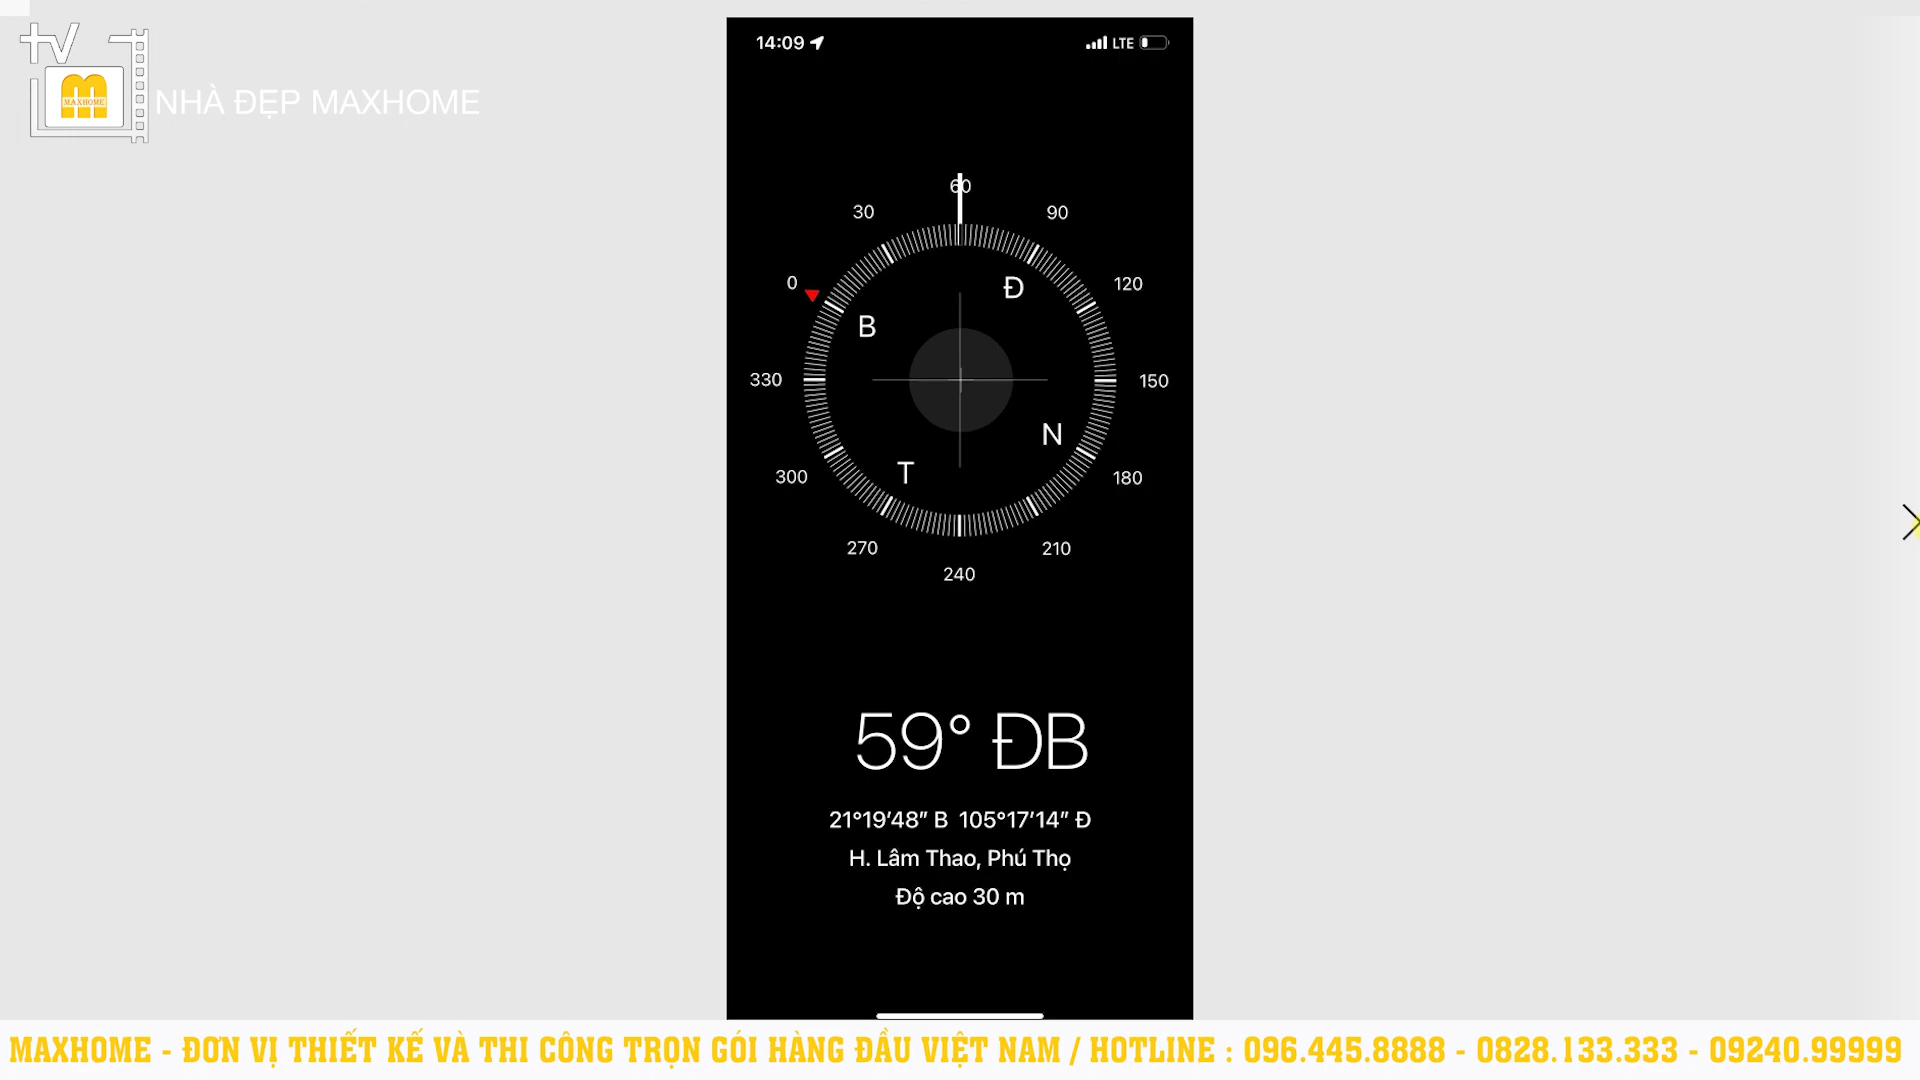 14:09
LTE
TV
MAXHOME
NHÀ ĐẸP MAXHOME
60
30
90
0
120
Đ
B
330
150
N
T
300
180
270
210
240
59° ĐB
21°19′48″ B 105°17′14″ Đ
H. Lâm Thao, Phú Thọ
Độ cao 30 m
MAXHOME - ĐƠN VỊ THIẾT KẾ VÀ THI CÔNG TRỌN GÓI HÀNG ĐẦU VIỆT NAM / HOTLINE : 096.445.8888 - 0828.133.333 - 09240.99999